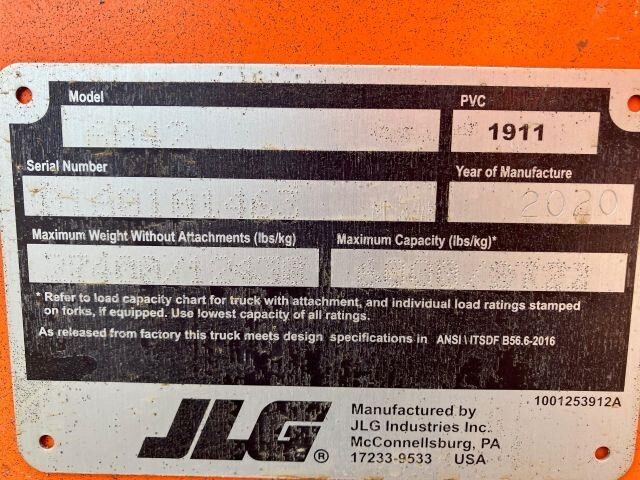 Model
PVC
6042
1911
Serial Number
Year of Manufacture
2020
Maximum Weight Without Attachments (lbs/kg)
Maximum Capacity (lbs/kg)*
* Refer to load capacity chart for truck with attachment, and individual load ratings stamped
on forks, if equipped. Use lowest capacity of all ratings.
As released from factory this truck meets design specifications in ANSI \ ITSDF B56.6-2016
1001253912A
JLG®
Manufactured by
JLG Industries Inc.
McConnellsburg, PA
17233-9533 USA